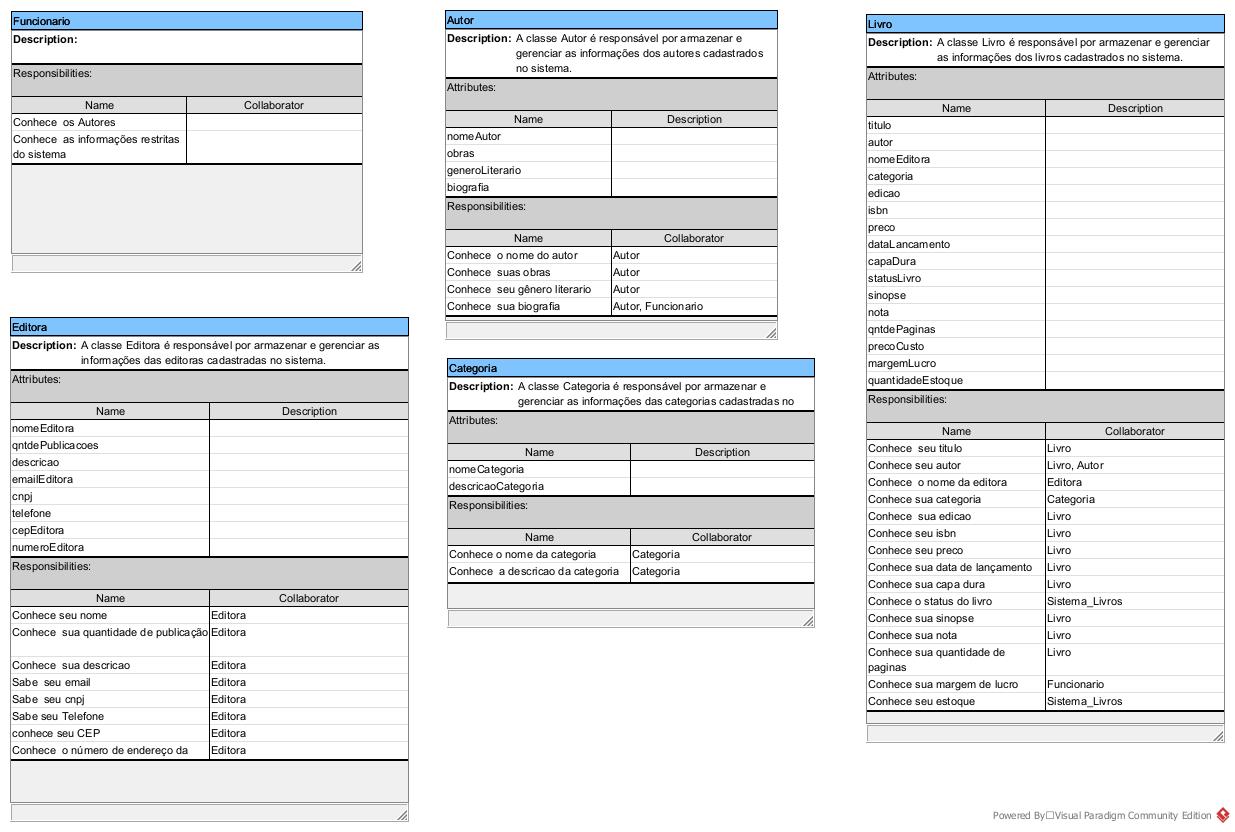 Funcionario
Description:
Responsibilities:
Name Collaborator
Conhece os Autores
Conhece as informações restritas
do sistema
Autor
Description: A classe Autor é responsável por armazenar e
gerenciar as informações dos autores cadastrados
no sistema.
Attributes:
Name Description
nomeAutor
obras
generoLiterario
biografia
Responsibilities:
Name Collaborator
Conhece o nome do autor Autor
Conhece suas obras Autor
Conhece seu gênero literario Autor
Conhece sua biografia Autor, Funcionario
Livro
Description: A classe Livro é responsável por armazenar e gerenciar
as informações dos livros cadastrados no sistema.
Attributes:
Name Description
titulo
autor
nomeEditora
categoria
edicao
isbn
preco
dataLancamento
capaDura
statusLivro
sinopse
nota
qntdePaginas
precoCusto
margemLucro
quantidadeEstoque
Responsibilities:
Name Collaborator
Conhece seu titulo Livro
Conhece seu autor Livro, Autor
Conhece o nome da editora Editora
Conhece sua categoria Categoria
Conhece sua edicao Livro
Conhece seu isbn Livro
Conhece seu preco Livro
Conhece sua data de lançamento Livro
Conhece sua capa dura Livro
Conhece o status do livro Sistema_Livros
Conhece sua sinopse Livro
Conhece sua nota Livro
Conhece sua quantidade de Livro
paginas
Conhece sua margem de lucro Funcionario
Conhece seu estoque Sistema_Livros
Editora
Description: A classe Editora é responsável por armazenar e gerenciar as
informações das editoras cadastradas no sistema.
Attributes:
Name Description
nomeEditora
qntdePublicacoes
descricao
emailEditora
cnpj
telefone
cepEditora
numeroEditora
Responsibilities:
Name Collaborator
Conhece seu nome Editora
Conhece sua quantidade de publicação Editora
Conhece sua descricao Editora
Sabe seu email Editora
Sabe seu cnpj Editora
Sabe seu Telefone Editora
conhece seu CEP Editora
Conhece o número de endereço da Editora
Categoria
Description: A classe Categoria é responsável por armazenar e
gerenciar as informações das categorias cadastradas no
Attributes:
Name Description
nomeCategoria
descricaoCategoria
Responsibilities:
Name Collaborator
Conhece o nome da categoria Categoria
Conhece a descricao da categoria Categoria
Powered By□Visual Paradigm Community Edition